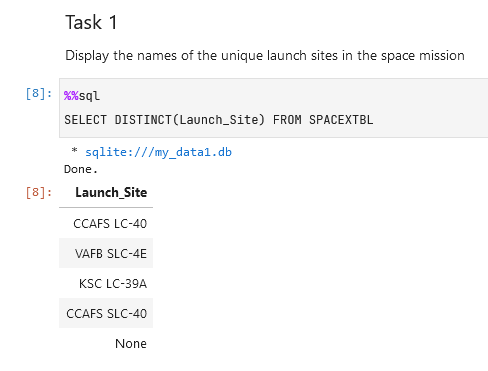 Task 1
Display the names of the unique launch sites in the space mission
[8]: %%sql
SELECT DISTINCT(Launch_Site) FROM SPACEXTBL
* sqlite:///my_data1.db
Done.
[8]: Launch_Site
CCAFS LC-40
VAFB SLC-4E
KSC LC-39A
CCAFS SLC-40
None